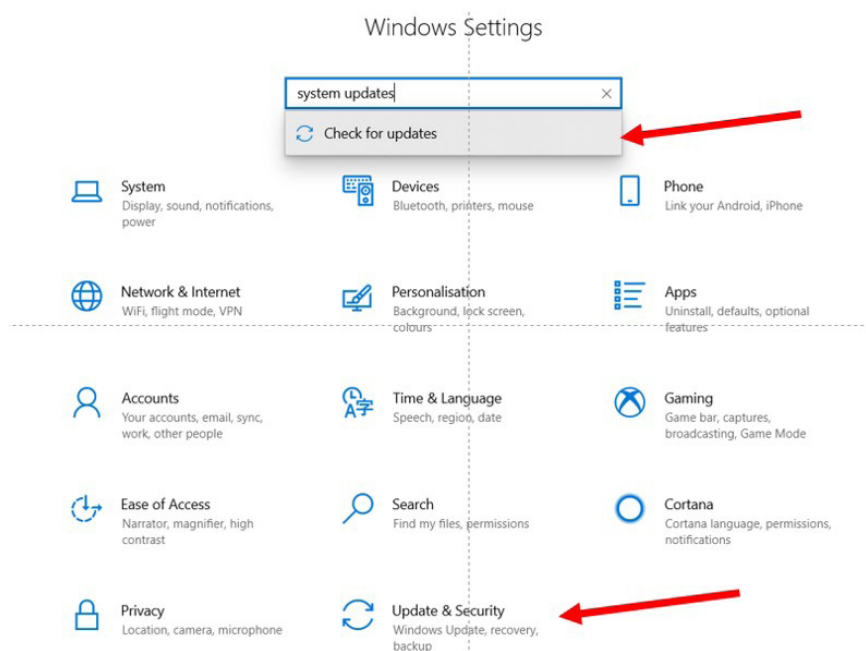 Windows Settings
system updates
Check for updates
System
Display, sound, notifications,
power
Devices
Bluetooth, printers, mouse
Phone
Link your Android, iPhone
Network & Internet
WiFi, flight mode, VPN
Personalisation
Background, lock screen,
colours
Apps
Uninstall, defaults, optional
features
Accounts
Your accounts, email, sync,
work, other people
Time & Language
Speech, region, date
Gaming
Game bar, captures,
broadcasting, Game Mode
Ease of Access
Narrator, magnifier, high
contrast
Search
Find my files, permissions
Cortana
Cortana language, permissions,
notifications
Privacy
Location, camera, microphone
Update & Security
Windows Update, recovery,
backup